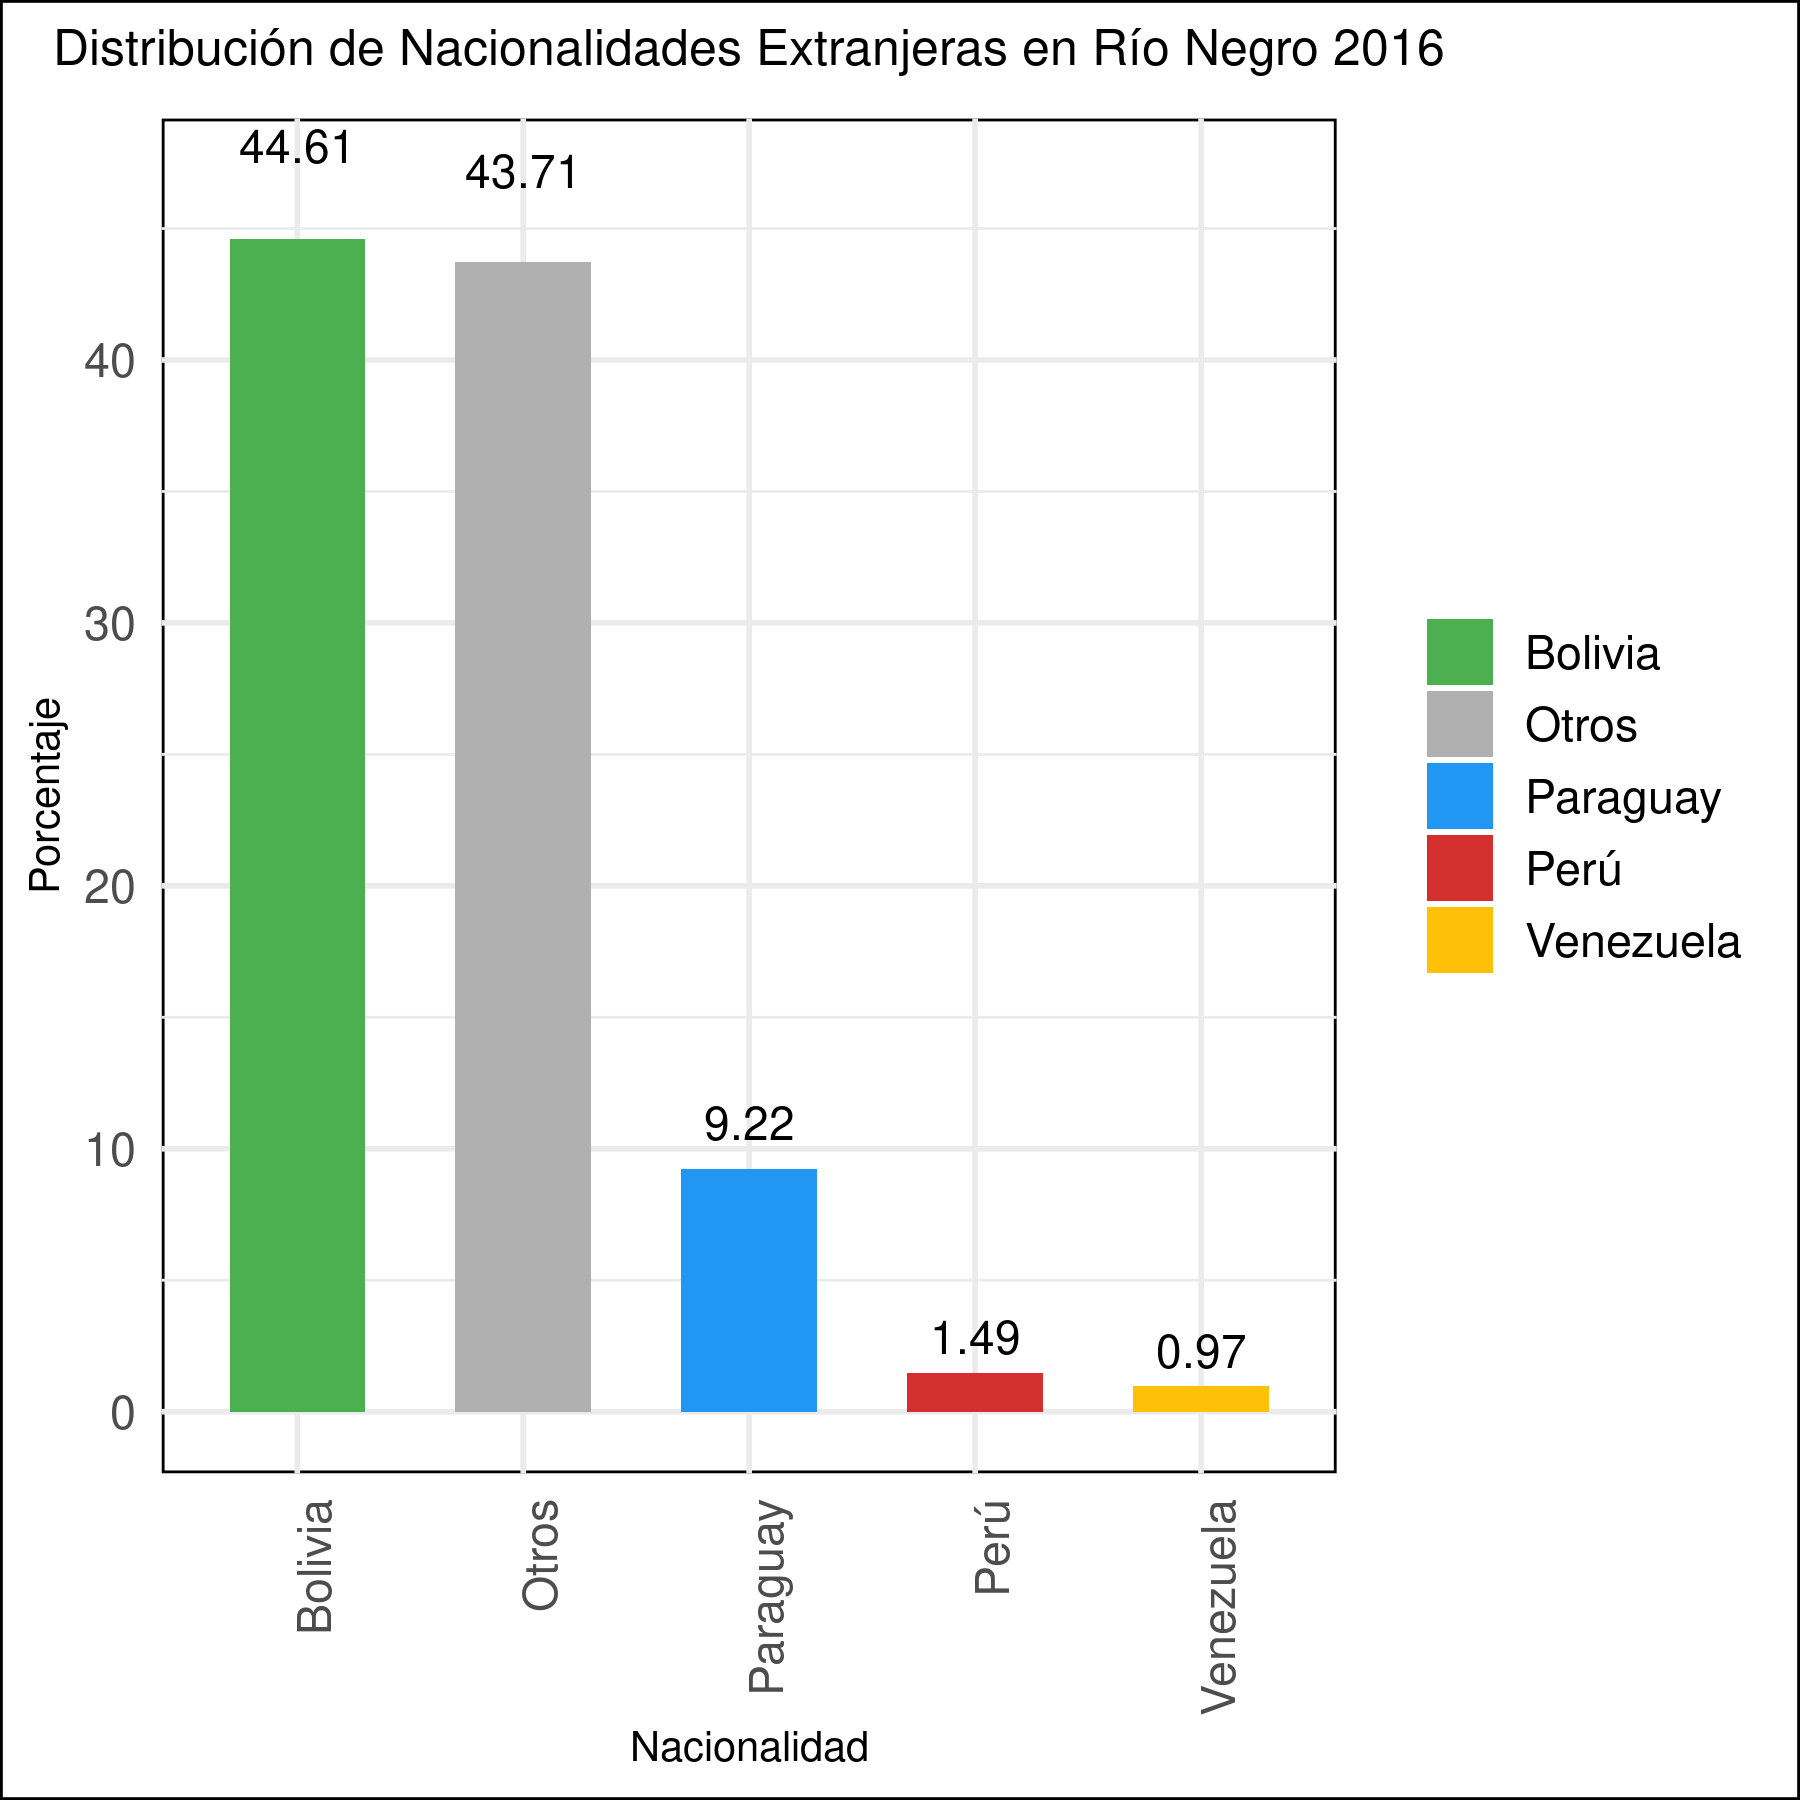 Distribución de Nacionalidades Extranjeras en Río Negro 2016
44.61
43.71
9.22
1.49
0.97
40
30
20
10
0
Porcentaje
Bolivia
Otros
Paraguay
Perú
Venezuela
Nacionalidad
Bolivia
Otros
Paraguay
Perú
Venezuela